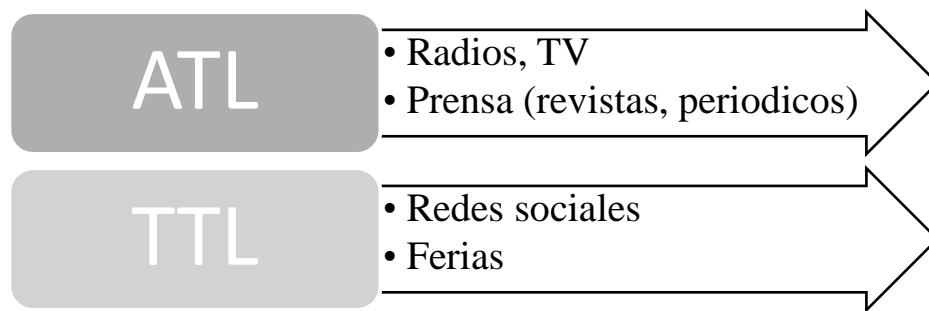 ATL
• Radios, TV
• Prensa (revistas, periodicos)
TTL
• Redes sociales
• Ferias